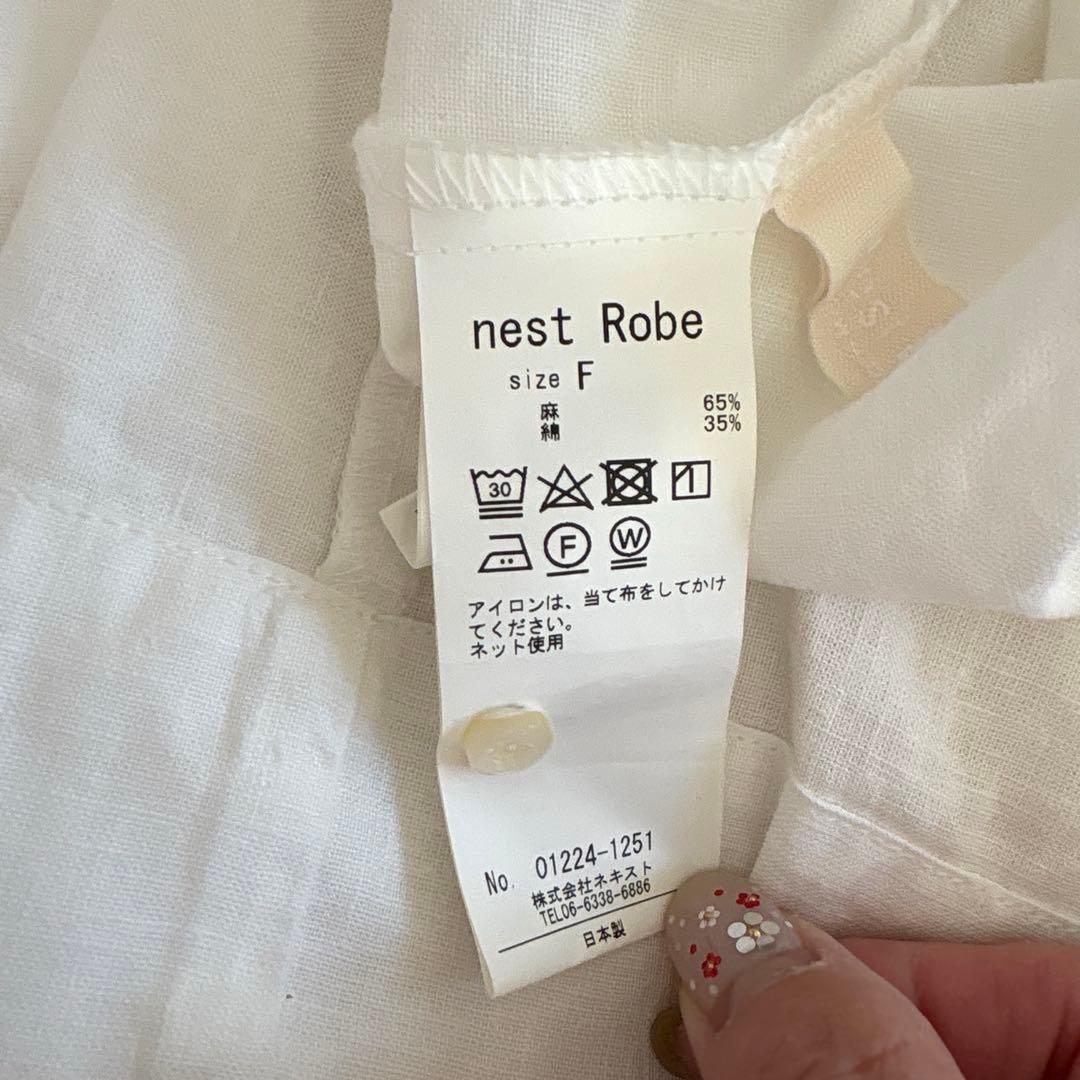 nest Robe
size F
麻 65%
綿 35%
30
F W
アイロンは、当て布をしてかけ
てください。
ネット使用
No. 01224-1251
株式会社ネキスト
TEL06-6338-6886
日本製